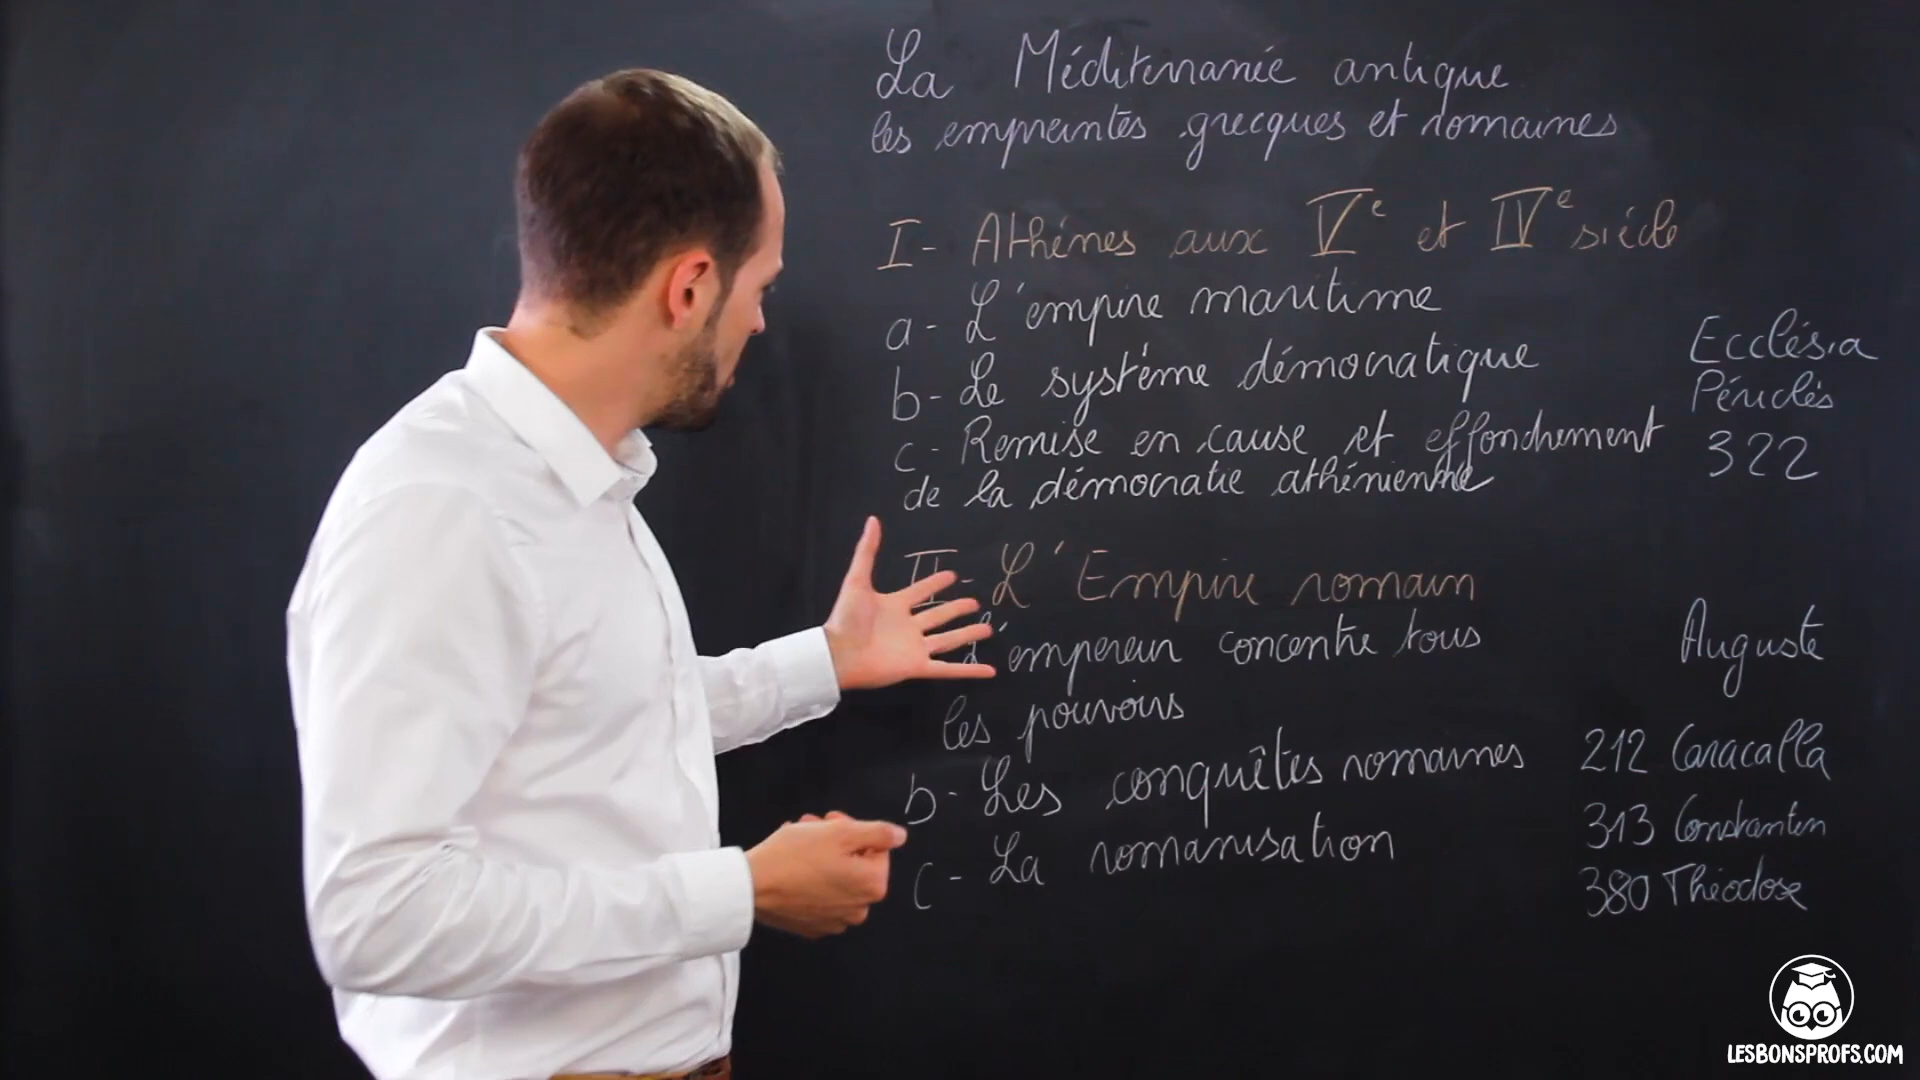 La Méditerranée antique
les empreintes grecques et romaines
I- Athènes aux Ve et IVe siècle
a- L'empire maritime
b- Le système démocratique
Ecclésia
Périclès
c- Remise en cause et effondrement
de la démocratie athénienne
322
II- L'Empire romain
L'empereur concentre tous
les pouvoirs
Auguste
b- Les conquêtes romaines
c- La romanisation
212 Caracalla
313 Constantin
380 Théodose
LESBONSPROFS.COM